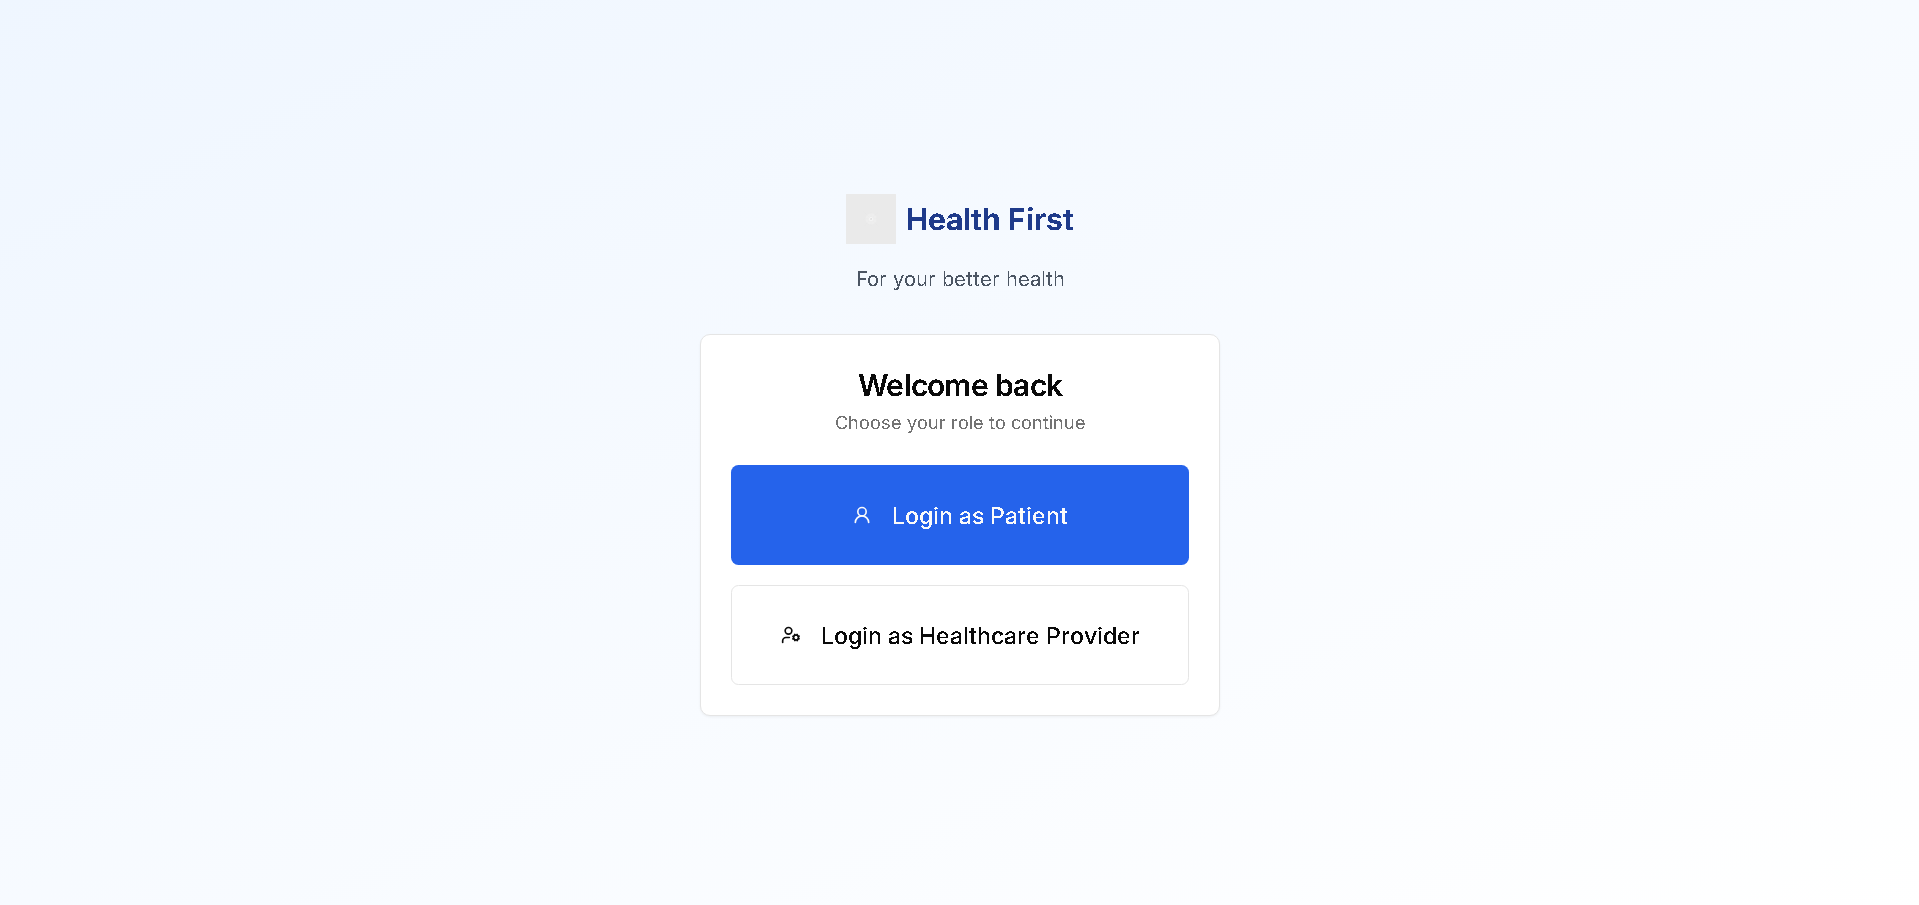 Health First
For your better health
Welcome back
Choose your role to continue
Login as Patient
Login as Healthcare Provider